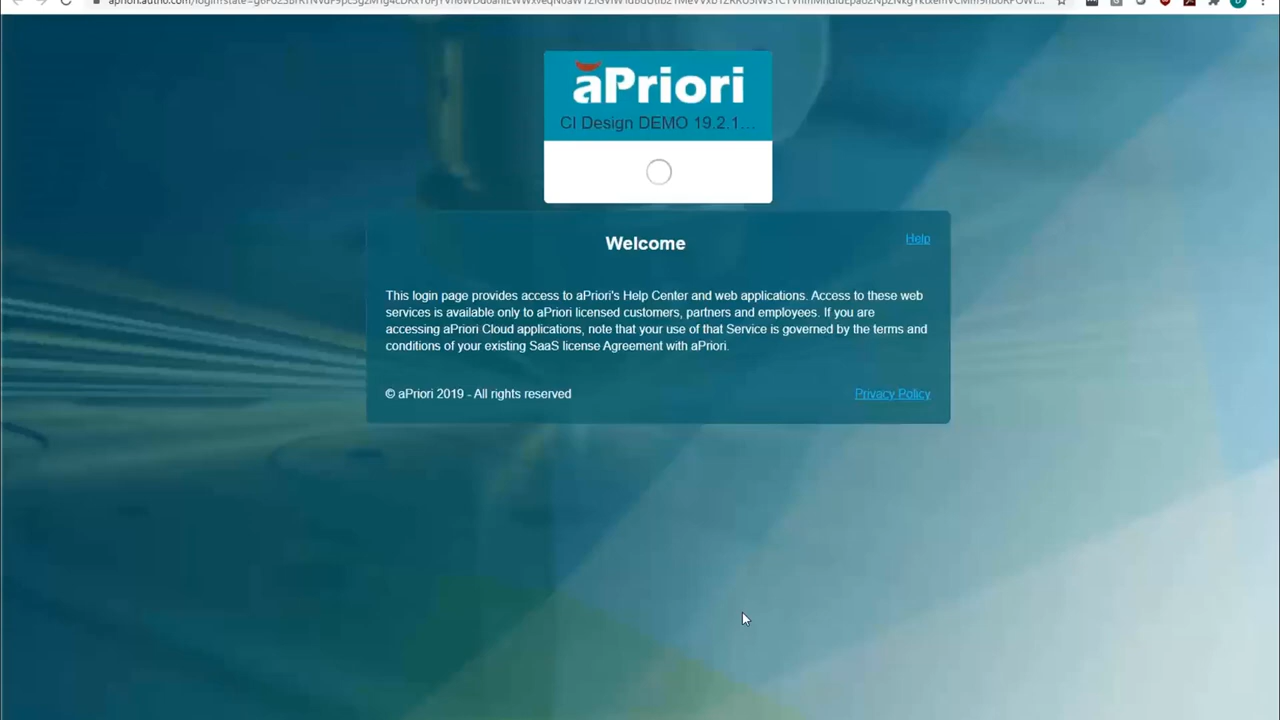 aPriori
CI Design DEMO 19.2.1...
Welcome
Help
This login page provides access to aPriori's Help Center and web applications. Access to these web
services is available only to aPriori licensed customers, partners and employees. If you are
accessing aPriori Cloud applications, note that your use of that Service is governed by the terms and
conditions of your existing SaaS license Agreement with aPriori.
© aPriori 2019 - All rights reserved
Privacy Policy